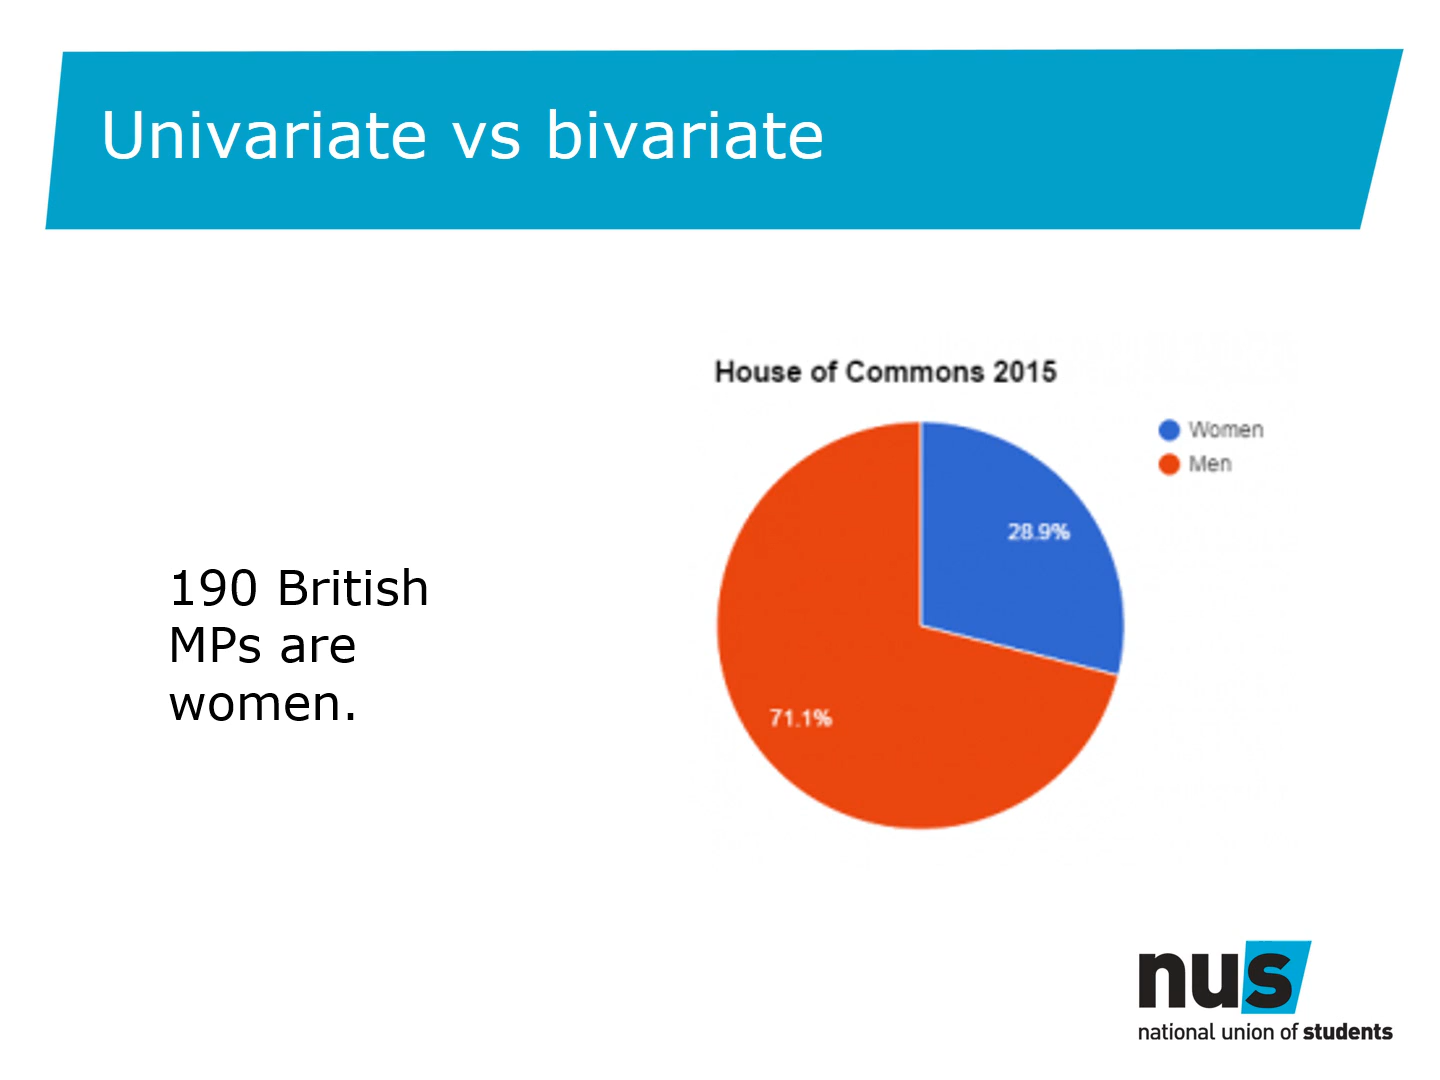 Univariate vs bivariate
House of Commons 2015
Women
Men
28.9%
71.1%
190 British
MPs are
women.
nus
national union of students